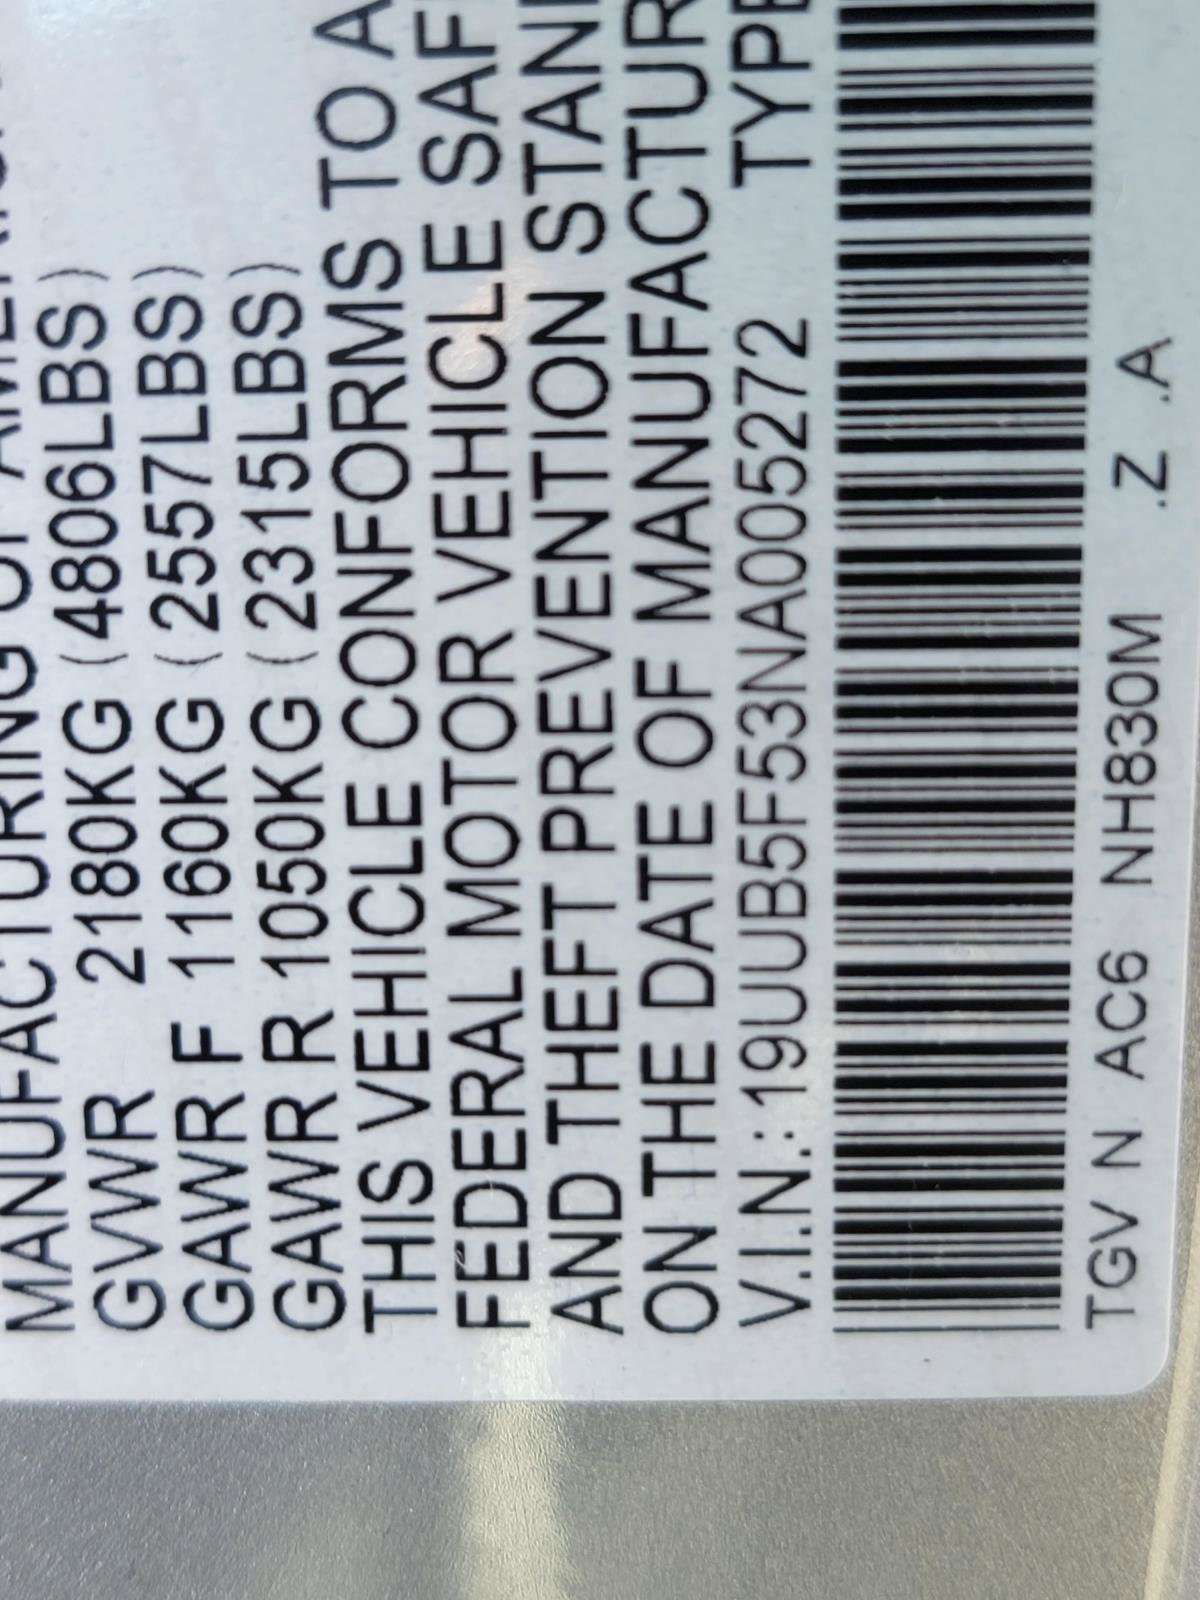 MANUFACTURING OF AMERICA
GVWR 2180KG (4806LBS)
GAWR F 1160KG (2557LBS)
GAWR R 1050KG (2315LBS)
THIS VEHICLE CONFORMS TO A
FEDERAL MOTOR VEHICLE SAF
AND THEFT PREVENTION STAN
ON THE DATE OF MANUFACTUR
V.I.N.: 19UUB5F53NA005272 TYPE
TGV N AC6 NH830M .Z .A